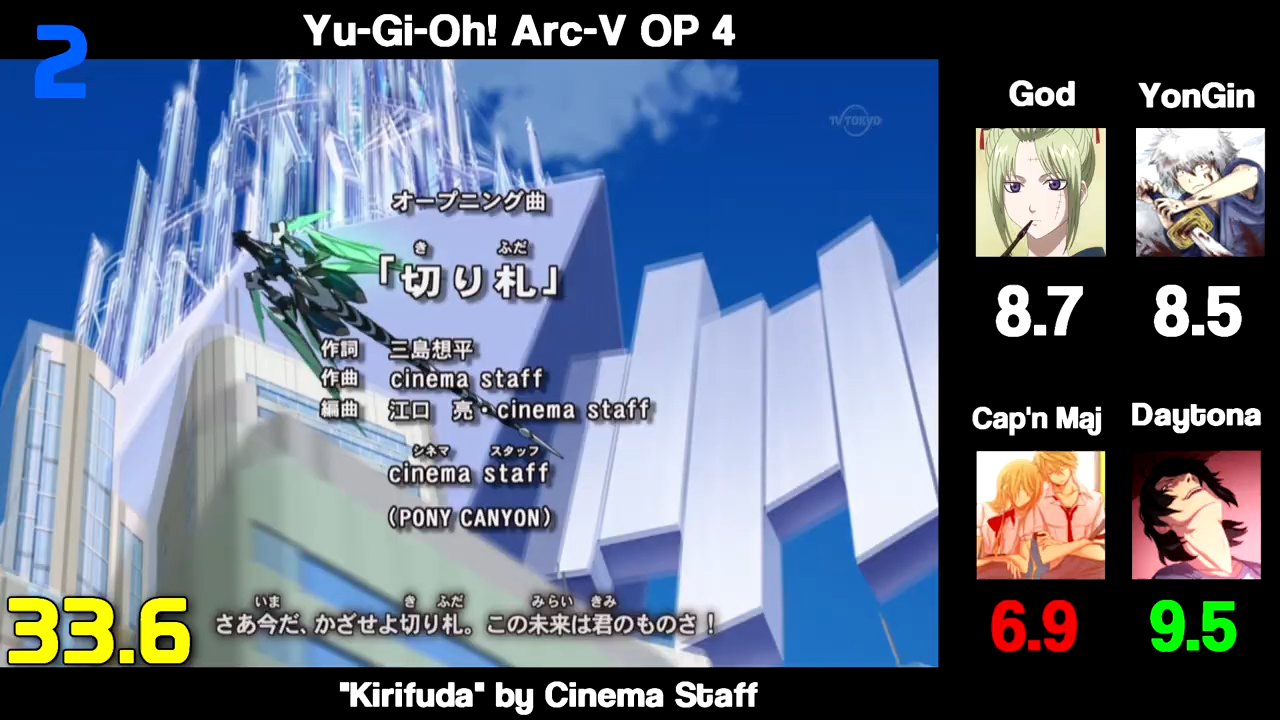 Yu-Gi-Oh! Arc-V OP 4
2
TV TOKYO
オープニング曲
き ふだ
「切り札」
作詞 三島想平
作曲 cinema staff
編曲 江口 亮・cinema staff
シネマ スタッフ
cinema staff
(PONY CANYON)
いま き ふだ みらい きみ
さあ今だ、かざせよ切り札。この未来は君のものさ!
33.6
"Kirifuda" by Cinema Staff
God YonGin
8.7 8.5
Cap'n Maj Daytona
6.9 9.5